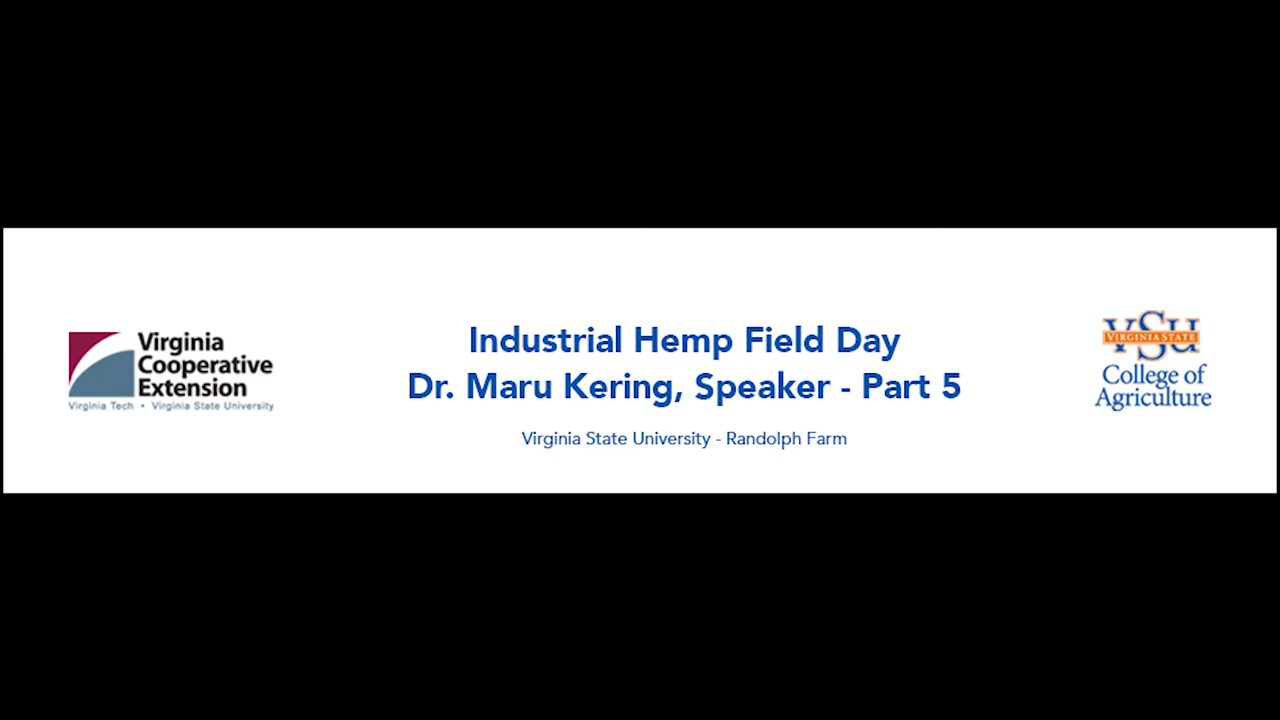 Virginia
Cooperative
Extension
Virginia Tech • Virginia State University
Industrial Hemp Field Day
Dr. Maru Kering, Speaker - Part 5
Virginia State University - Randolph Farm
VSU
VIRGINIA STATE
College of
Agriculture